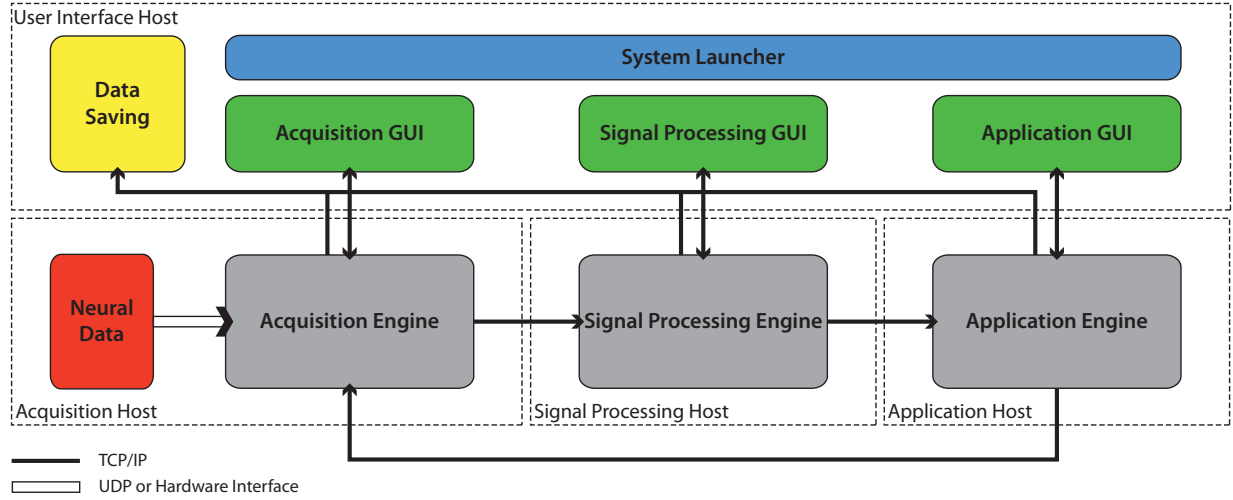 User Interface Host
Data
Saving
System Launcher
Acquisition GUI
Signal Processing GUI
Application GUI
Neural
Data
Acquisition Engine
Signal Processing Engine
Application Engine
Acquisition Host
Signal Processing Host
Application Host
TCP/IP
UDP or Hardware Interface